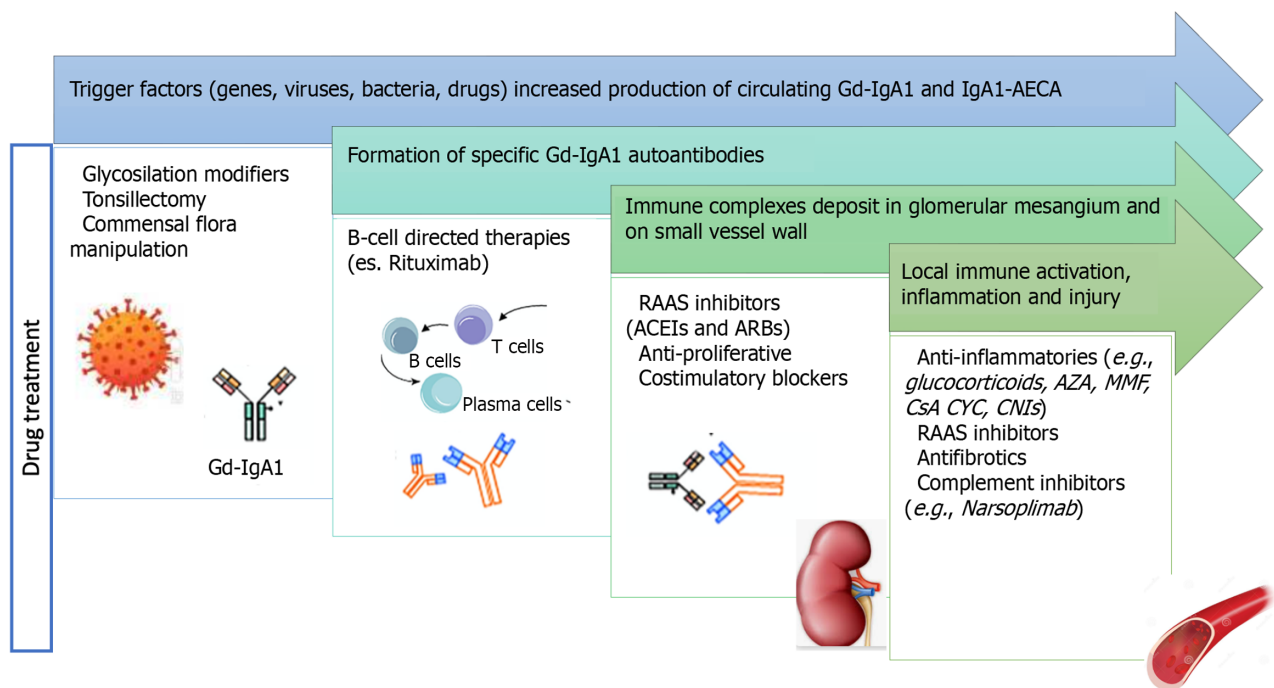 Trigger factors (genes, viruses, bacteria, drugs) increased production of circulating Gd-IgA1 and IgA1-AECA
Drug treatment
Glycosilation modifiers
Tonsillectomy
Commensal flora
manipulation
Gd-IgA1
Formation of specific Gd-IgA1 autoantibodies
B-cell directed therapies
(es. Rituximab)
T cells
B cells
Plasma cells
Immune complexes deposit in glomerular mesangium and
on small vessel wall
RAAS inhibitors
(ACEIs and ARBs)
Anti-proliferative
Costimulatory blockers
Local immune activation,
inflammation and injury
Anti-inflammatories (e.g.,
glucocorticoids, AZA, MMF,
CsA CYC, CNIs)
RAAS inhibitors
Antifibrotics
Complement inhibitors
(e.g., Narsoplimab)